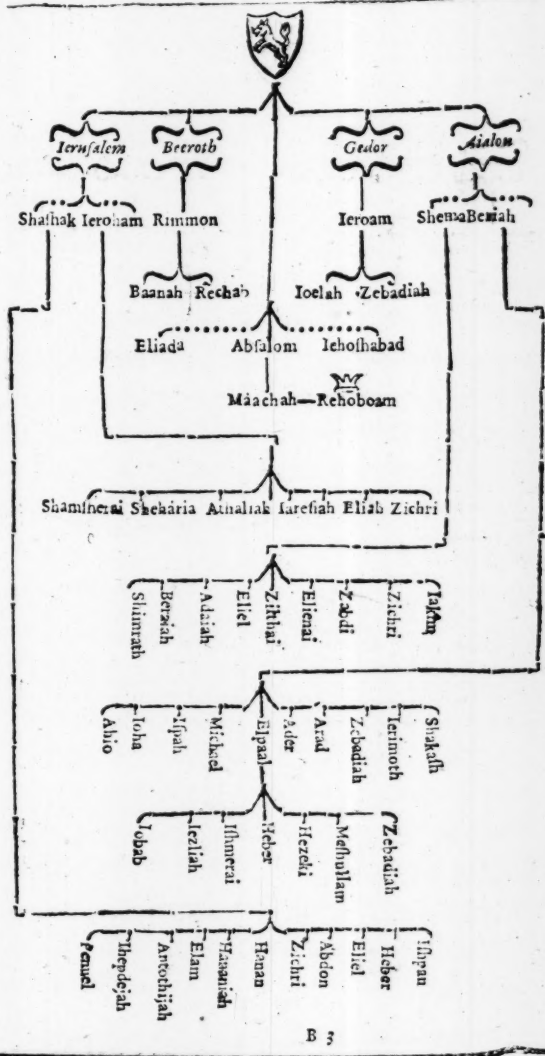 Ieruſalem Beeroth Gedor Aialon
Shaſhak Ieroham Rimmon Ieroam Shema Beriah
Baanah Rechab Ioelah Zebadiah
Eliada Abſalom Iehoſhabad
Maachah—Rehoboam
Shamſherai Sheharia Athaliah Iareſiah Eliah Zichri
Shimrath Beraiah Adaiah Eliel Zilthai Elienai Zabdi Zichri Iakim
Ahio Ioha Iſpah Michael Elpaal Ader Arad Zebadiah Ierimoth Shakaſh
Iobab Iezliah Iſhmerai Heber Hezeki Meſhullam Zebadiah
Penuel Antothijah Elam Hananiah Hanan Zichri Abdon Eliel Heber Iſhpan
B 3